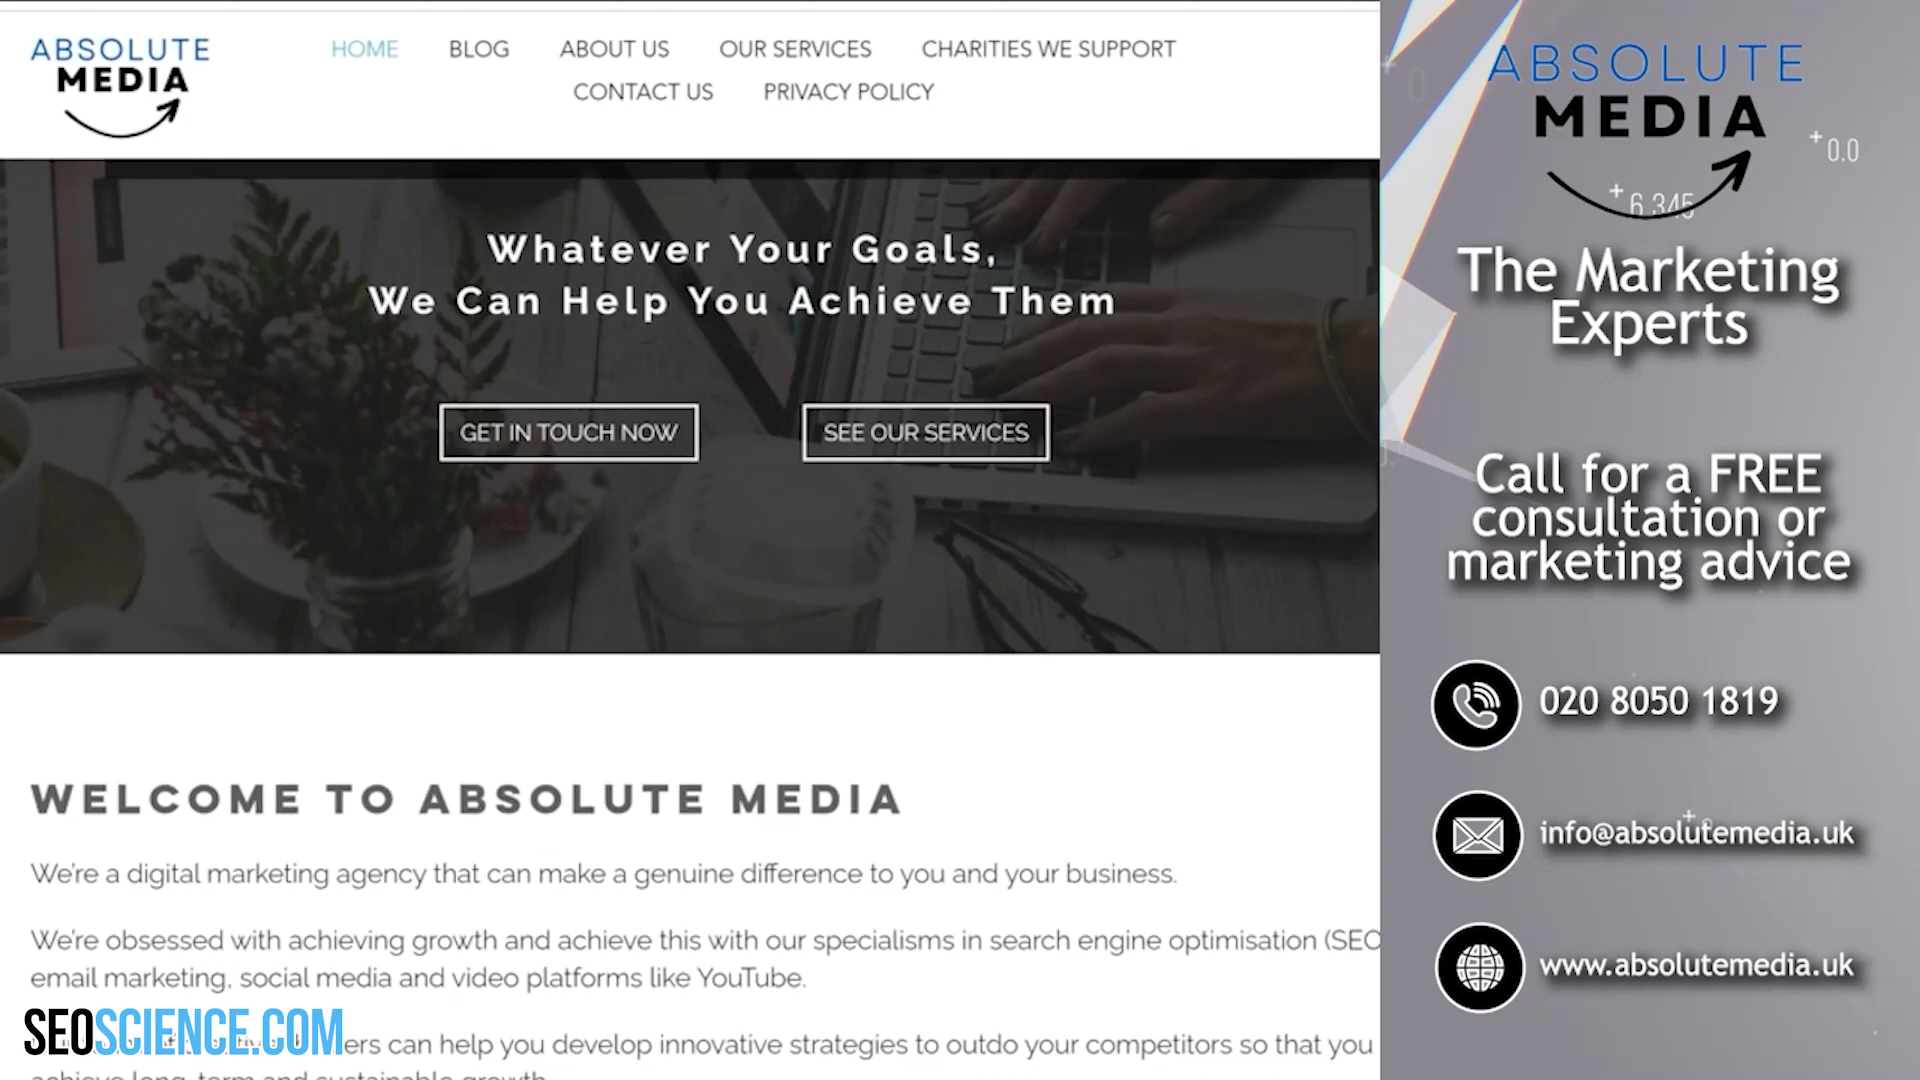 ABSOLUTE
MEDIA
HOME BLOG ABOUT US OUR SERVICES CHARITIES WE SUPPORT
CONTACT US PRIVACY POLICY
Whatever Your Goals,
We Can Help You Achieve Them
GET IN TOUCH NOW SEE OUR SERVICES
WELCOME TO ABSOLUTE MEDIA
We're a digital marketing agency that can make a genuine difference to you and your business.
We're obsessed with achieving growth and achieve this with our specialisms in search engine optimisation (SEO
email marketing, social media and video platforms like YouTube.
can help you develop innovative strategies to outdo your competitors so that you
achieve long-term and sustainable growth
SEOSCIENCE.COM
ABSOLUTE
MEDIA
0.0
6.345
The Marketing
Experts
Call for a FREE
consultation or
marketing advice
020 8050 1819
info@absolutemedia.uk
www.absolutemedia.uk